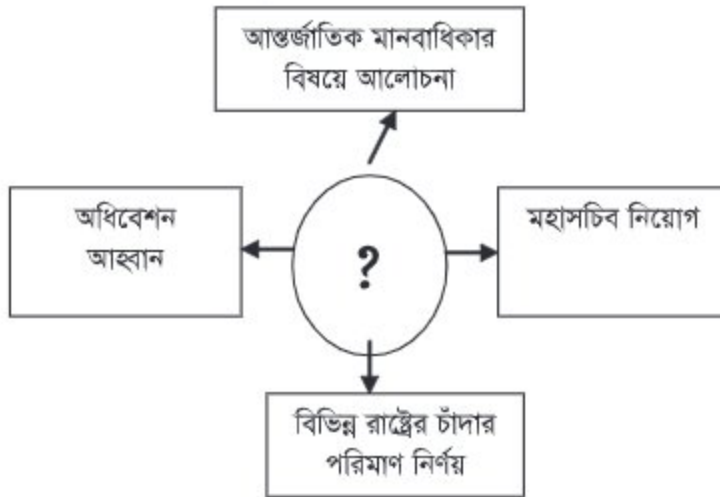 আন্তর্জাতিক মানবাধিকার
বিষয়ে আলোচনা
অধিবেশন
আহ্বান
?
মহাসচিব নিয়োগ
বিভিন্ন রাষ্ট্রের চাঁদার
পরিমাণ নির্ণয়